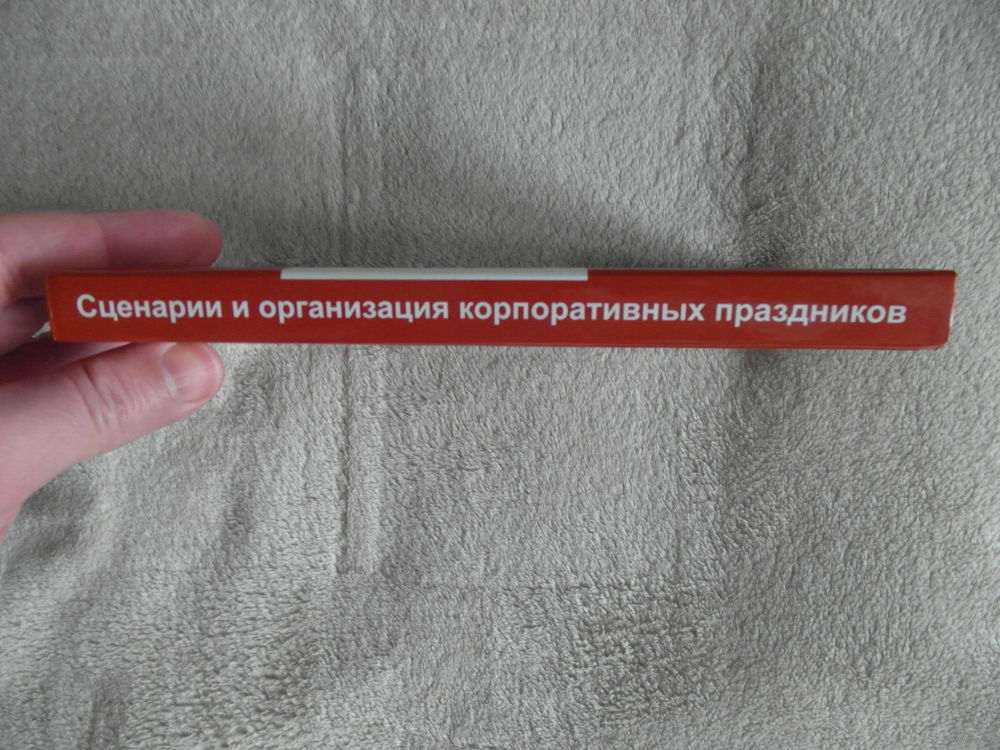 Сценарии и организация корпоративных праздников